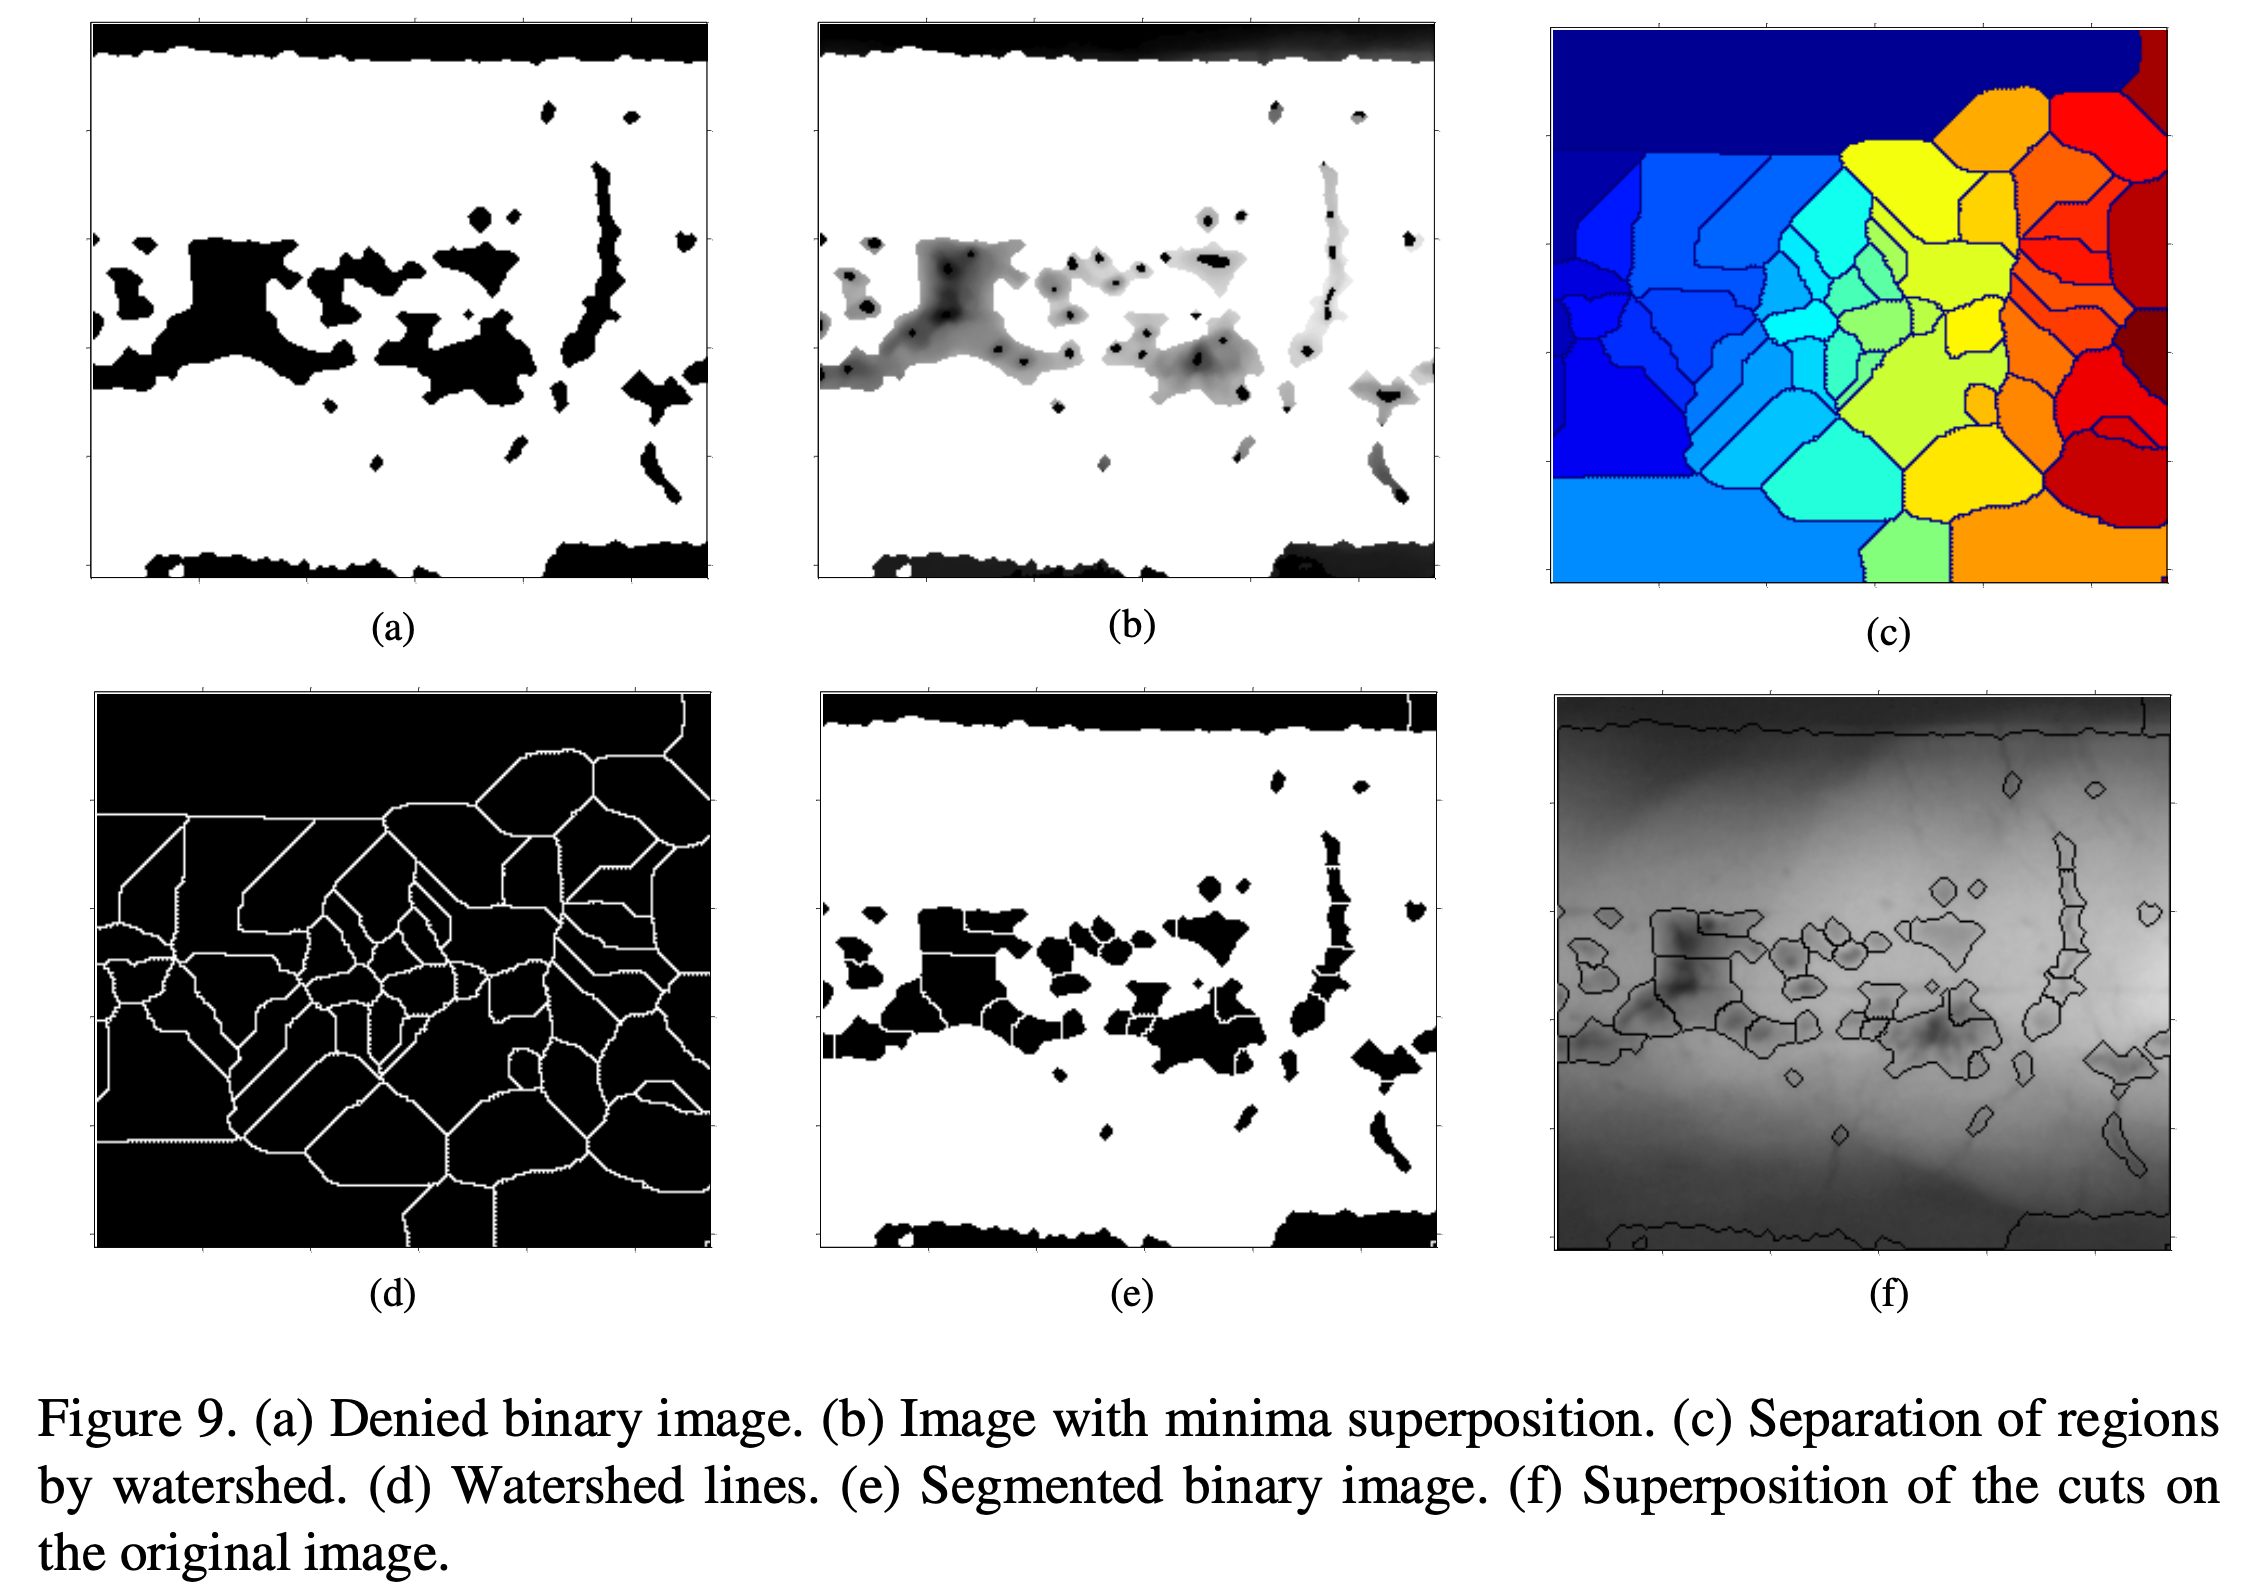 (a)
(b)
(c)
(d)
(e)
(f)
Figure 9. (a) Denied binary image. (b) Image with minima superposition. (c) Separation of regions
by watershed. (d) Watershed lines. (e) Segmented binary image. (f) Superposition of the cuts on
the original image.